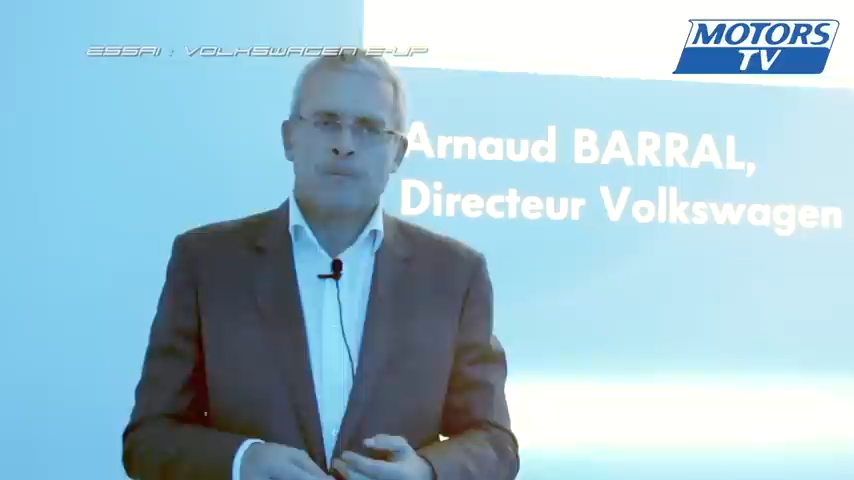 ESSAI : VOLKSWAGEN E-UP
MOTORS
TV
Arnaud BARRAL,
Directeur Volkswagen